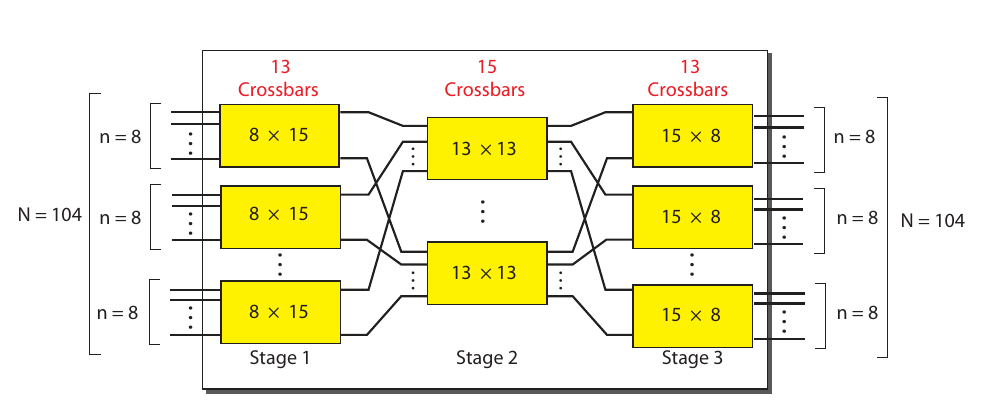 13
Crossbars
15
Crossbars
13
Crossbars
n = 8
8 × 15
13 × 13
15 × 8
n = 8
N = 104
n = 8
8 × 15
15 × 8
n = 8
N = 104
13 × 13
n = 8
8 × 15
15 × 8
n = 8
Stage 1
Stage 2
Stage 3